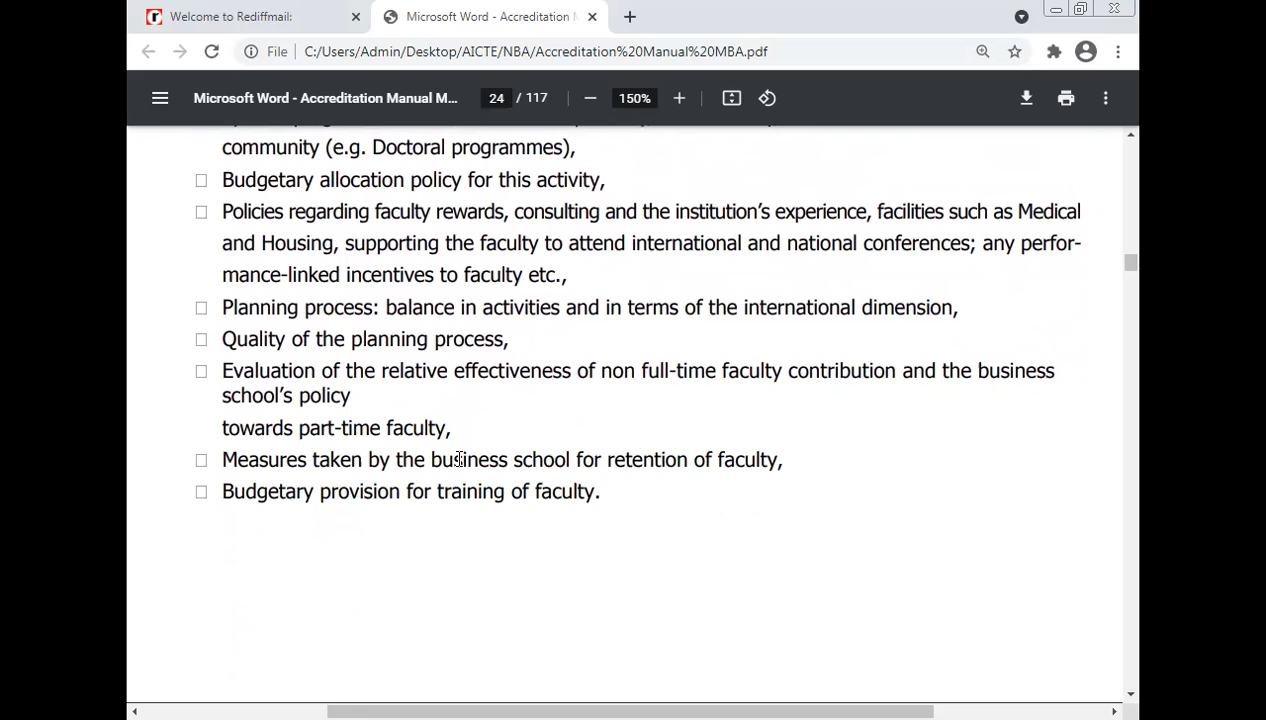 Welcome to Rediffmail:
Microsoft Word - Accreditation M
File C:/Users/Admin/Desktop/AICTE/NBA/Accreditation%20Manual%20MBA.pdf
Microsoft Word - Accreditation Manual M... 24 / 117 150%
community (e.g. Doctoral programmes),
Budgetary allocation policy for this activity,
Policies regarding faculty rewards, consulting and the institution's experience, facilities such as Medical
and Housing, supporting the faculty to attend international and national conferences; any perfor-
mance-linked incentives to faculty etc.,
Planning process: balance in activities and in terms of the international dimension,
Quality of the planning process,
Evaluation of the relative effectiveness of non full-time faculty contribution and the business
school's policy
towards part-time faculty,
Measures taken by the business school for retention of faculty,
Budgetary provision for training of faculty.